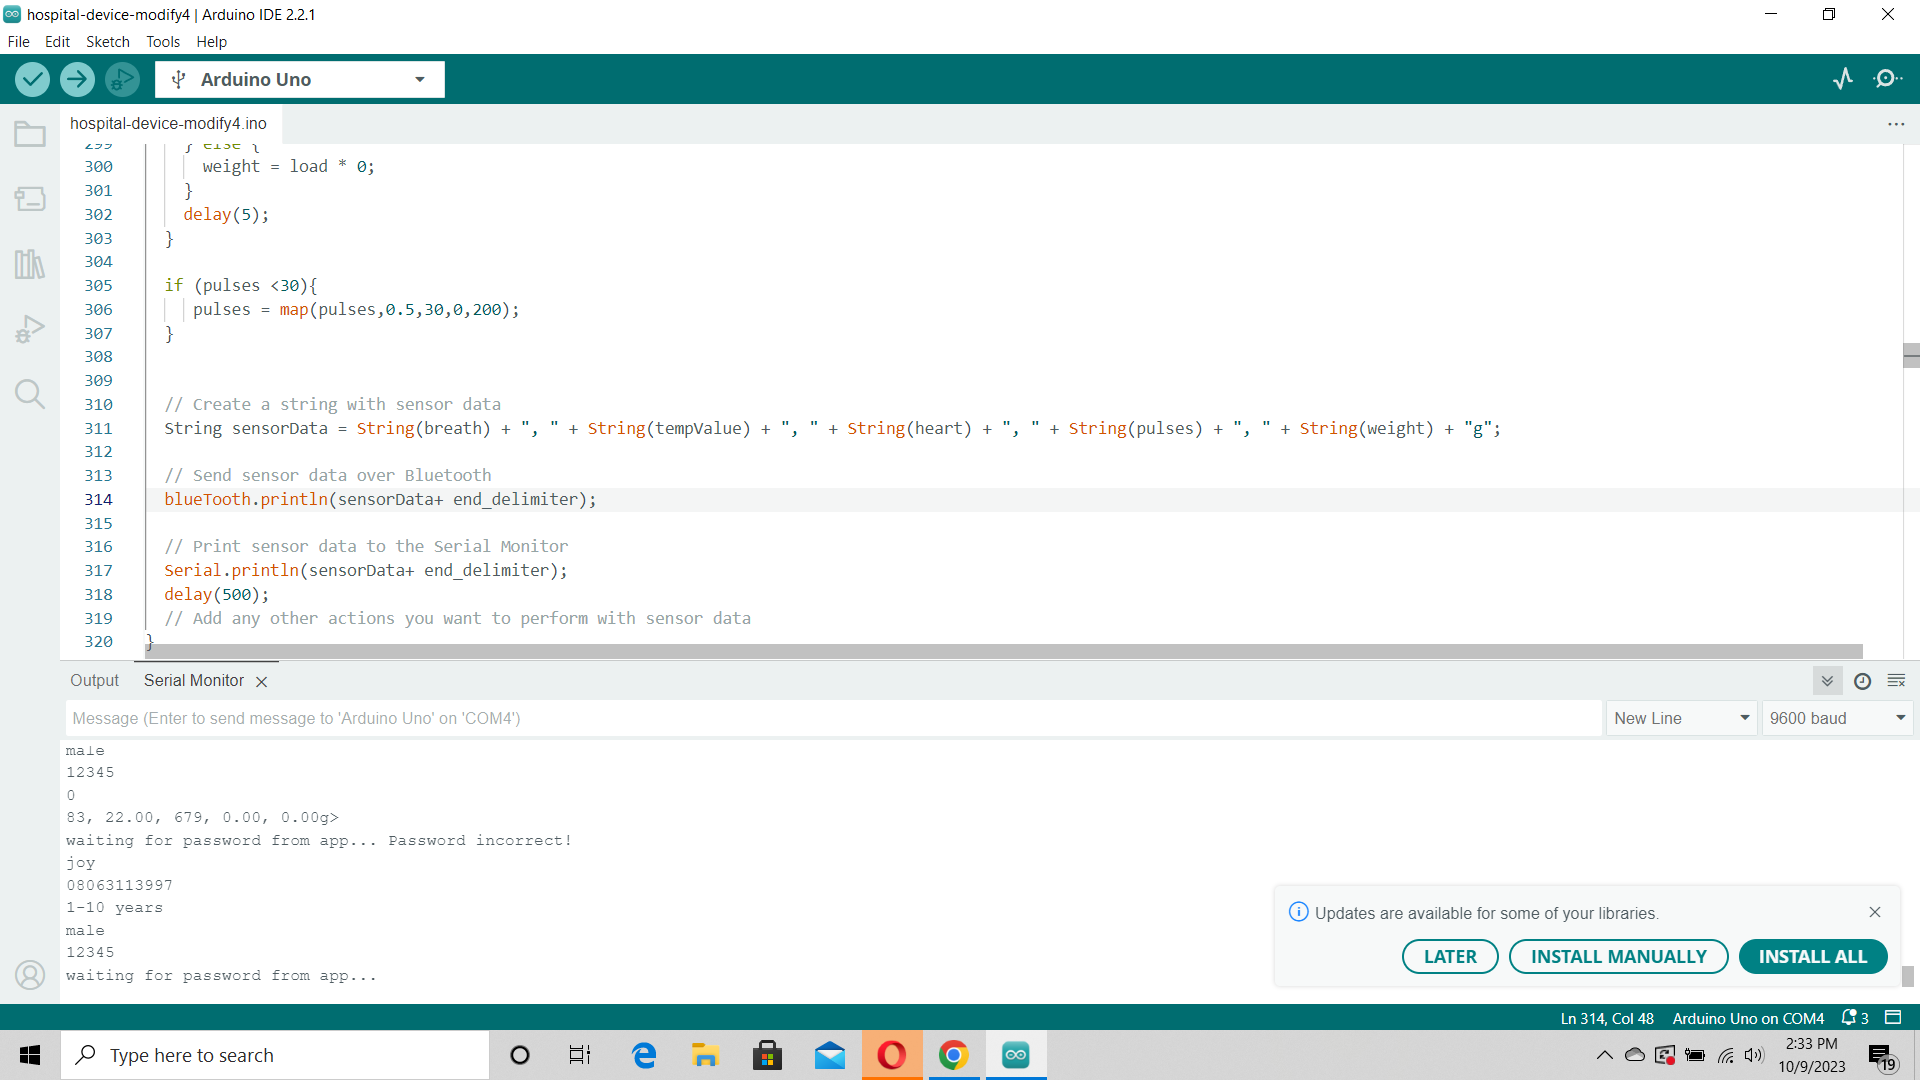 hospital-device-modify4 | Arduino IDE 2.2.1
File Edit Sketch Tools Help
Arduino Uno
hospital-device-modify4.ino
299 } else {
300 weight = load * 0;
301 }
302 delay(5);
303 }
304
305 if (pulses <30){
306 pulses = map(pulses,0.5,30,0,200);
307 }
308
309
310 // Create a string with sensor data
311 String sensorData = String(breath) + ", " + String(tempValue) + ", " + String(heart) + ", " + String(pulses) + ", " + String(weight) + "g";
312
313 // Send sensor data over Bluetooth
314 blueTooth.println(sensorData+ end_delimiter);
315
316 // Print sensor data to the Serial Monitor
317 Serial.println(sensorData+ end_delimiter);
318 delay(500);
319 // Add any other actions you want to perform with sensor data
320 }
Output Serial Monitor
Message (Enter to send message to 'Arduino Uno' on 'COM4')
New Line 9600 baud
male
12345
0
83, 22.00, 679, 0.00, 0.00g>
waiting for password from app... Password incorrect!
joy
08063113997
1-10 years
male
12345
waiting for password from app...
Updates are available for some of your libraries.
LATER INSTALL MANUALLY INSTALL ALL
Ln 314, Col 48 Arduino Uno on COM4 3
Type here to search
2:33 PM
10/9/2023
19